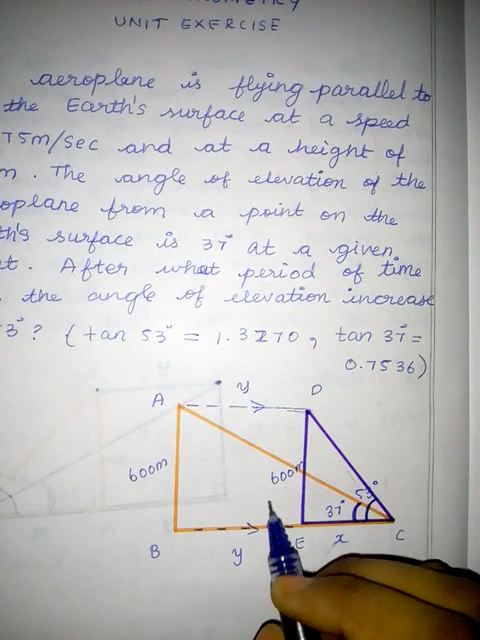 UNIT EXERCISE
aeroplane is flying parallel to
the Earth's surface at a speed
75m/sec and at a height of
m. The angle of elevation of the
oplane from a point on the
th's surface is 37° at a given
t. After what period of time
the angle of elevation increase
53°? (tan 53° = 1.3270, tan 37° =
0.7536)
A y D
600m 600m
53°
37°
B y E x C